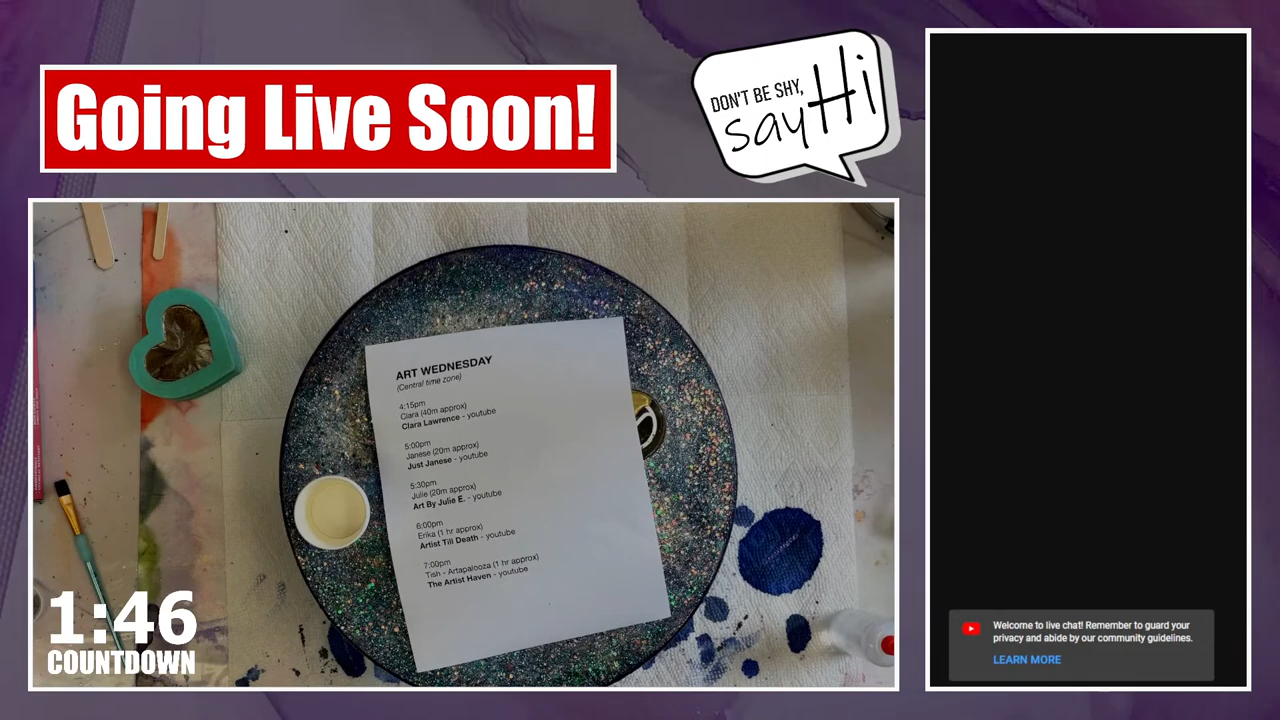 Going Live Soon!
DON'T BE SHY,
say Hi
ART WEDNESDAY
(Central time zone)
4:15pm
Clara (40m approx)
Clara Lawrence - youtube
5:00pm
Janese (20m approx)
Just Janese - youtube
5:30pm
Julie (20m approx)
Art By Julie E. - youtube
6:00pm
Erika (1 hr approx)
Artist Till Death - youtube
7:00pm
Tish - Artapalooza (1 hr approx)
The Artist Haven - youtube
1:46
COUNTDOWN
Welcome to live chat! Remember to guard your
privacy and abide by our community guidelines.
LEARN MORE